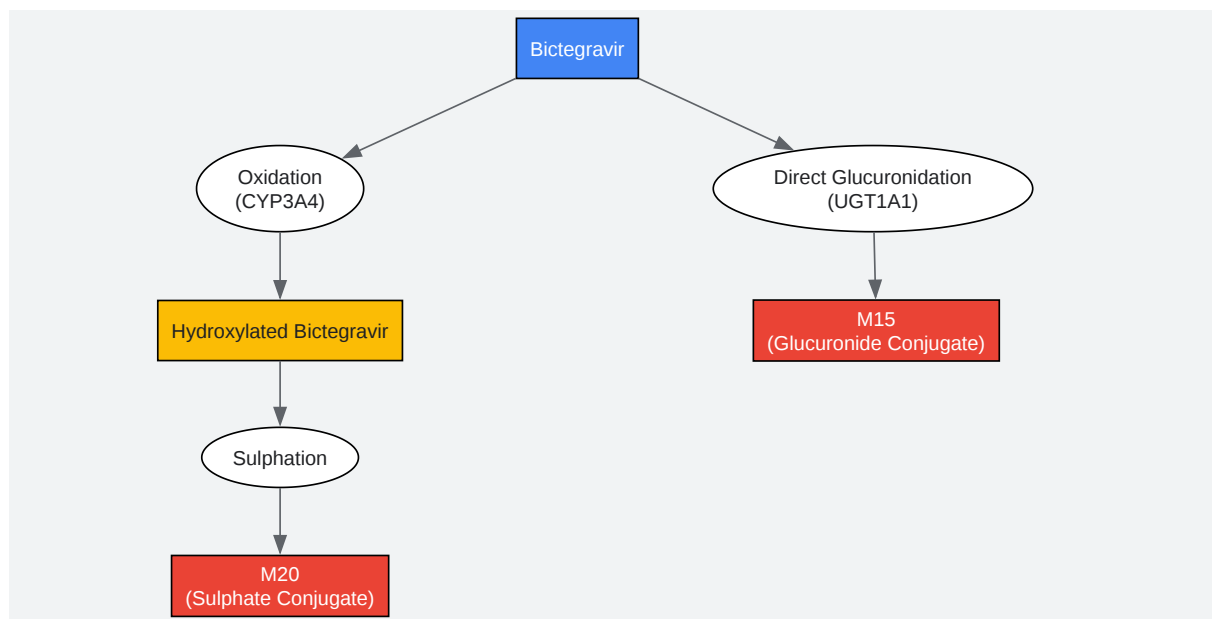 Bictegravir
Oxidation
(CYP3A4)
Direct Glucuronidation
(UGT1A1)
Hydroxylated Bictegravir
M15
(Glucuronide Conjugate)
Sulphation
M20
(Sulphate Conjugate)